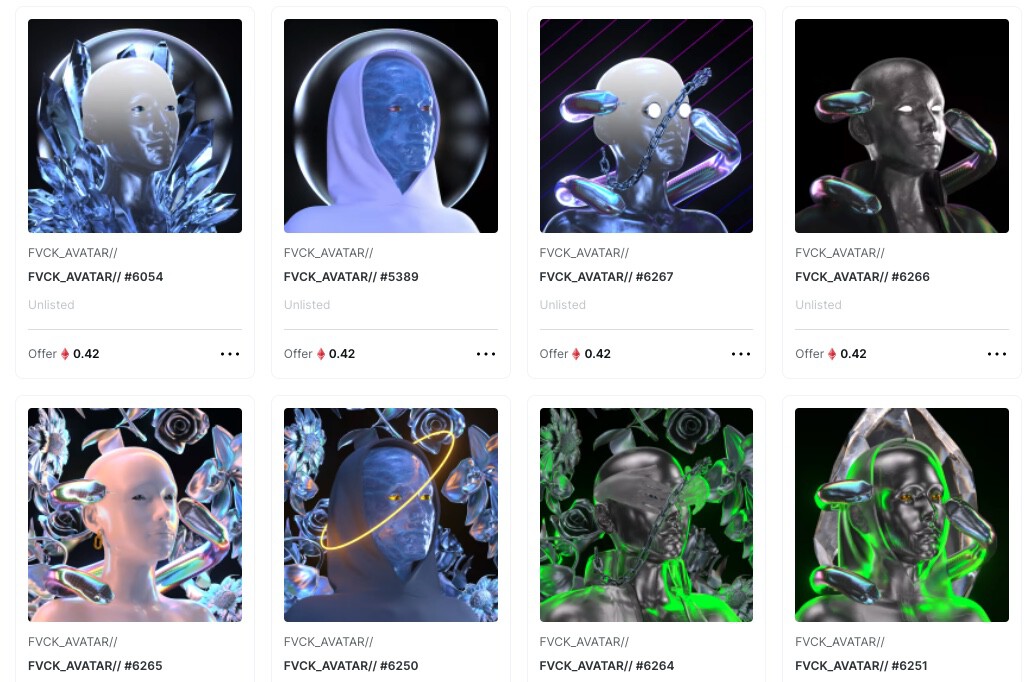 FVCK_AVATAR//
FVCK_AVATAR// #6054
Unlisted
Offer 0.42
FVCK_AVATAR//
FVCK_AVATAR// #5389
Unlisted
Offer 0.42
FVCK_AVATAR//
FVCK_AVATAR// #6267
Unlisted
Offer 0.42
FVCK_AVATAR//
FVCK_AVATAR// #6266
Unlisted
Offer 0.42
FVCK_AVATAR//
FVCK_AVATAR// #6265
FVCK_AVATAR//
FVCK_AVATAR// #6250
FVCK_AVATAR//
FVCK_AVATAR// #6264
FVCK_AVATAR//
FVCK_AVATAR// #6251